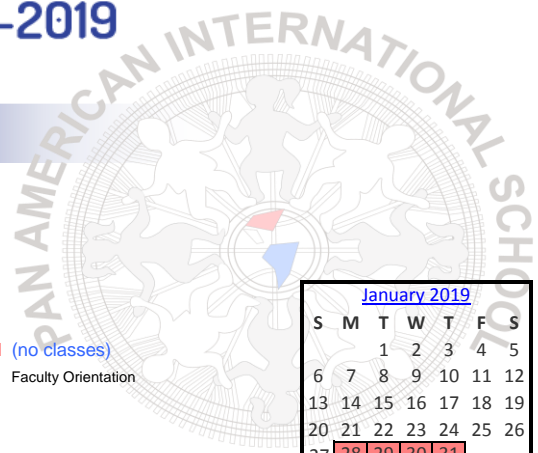 -2019
PAN AMERICAN INTERNATIONAL SCHOOL
(no classes)
Faculty Orientation
January 2019
S M T W T F S
1 2 3 4 5
6 7 8 9 10 11 12
13 14 15 16 17 18 19
20 21 22 23 24 25 26
27 28 29 30 31